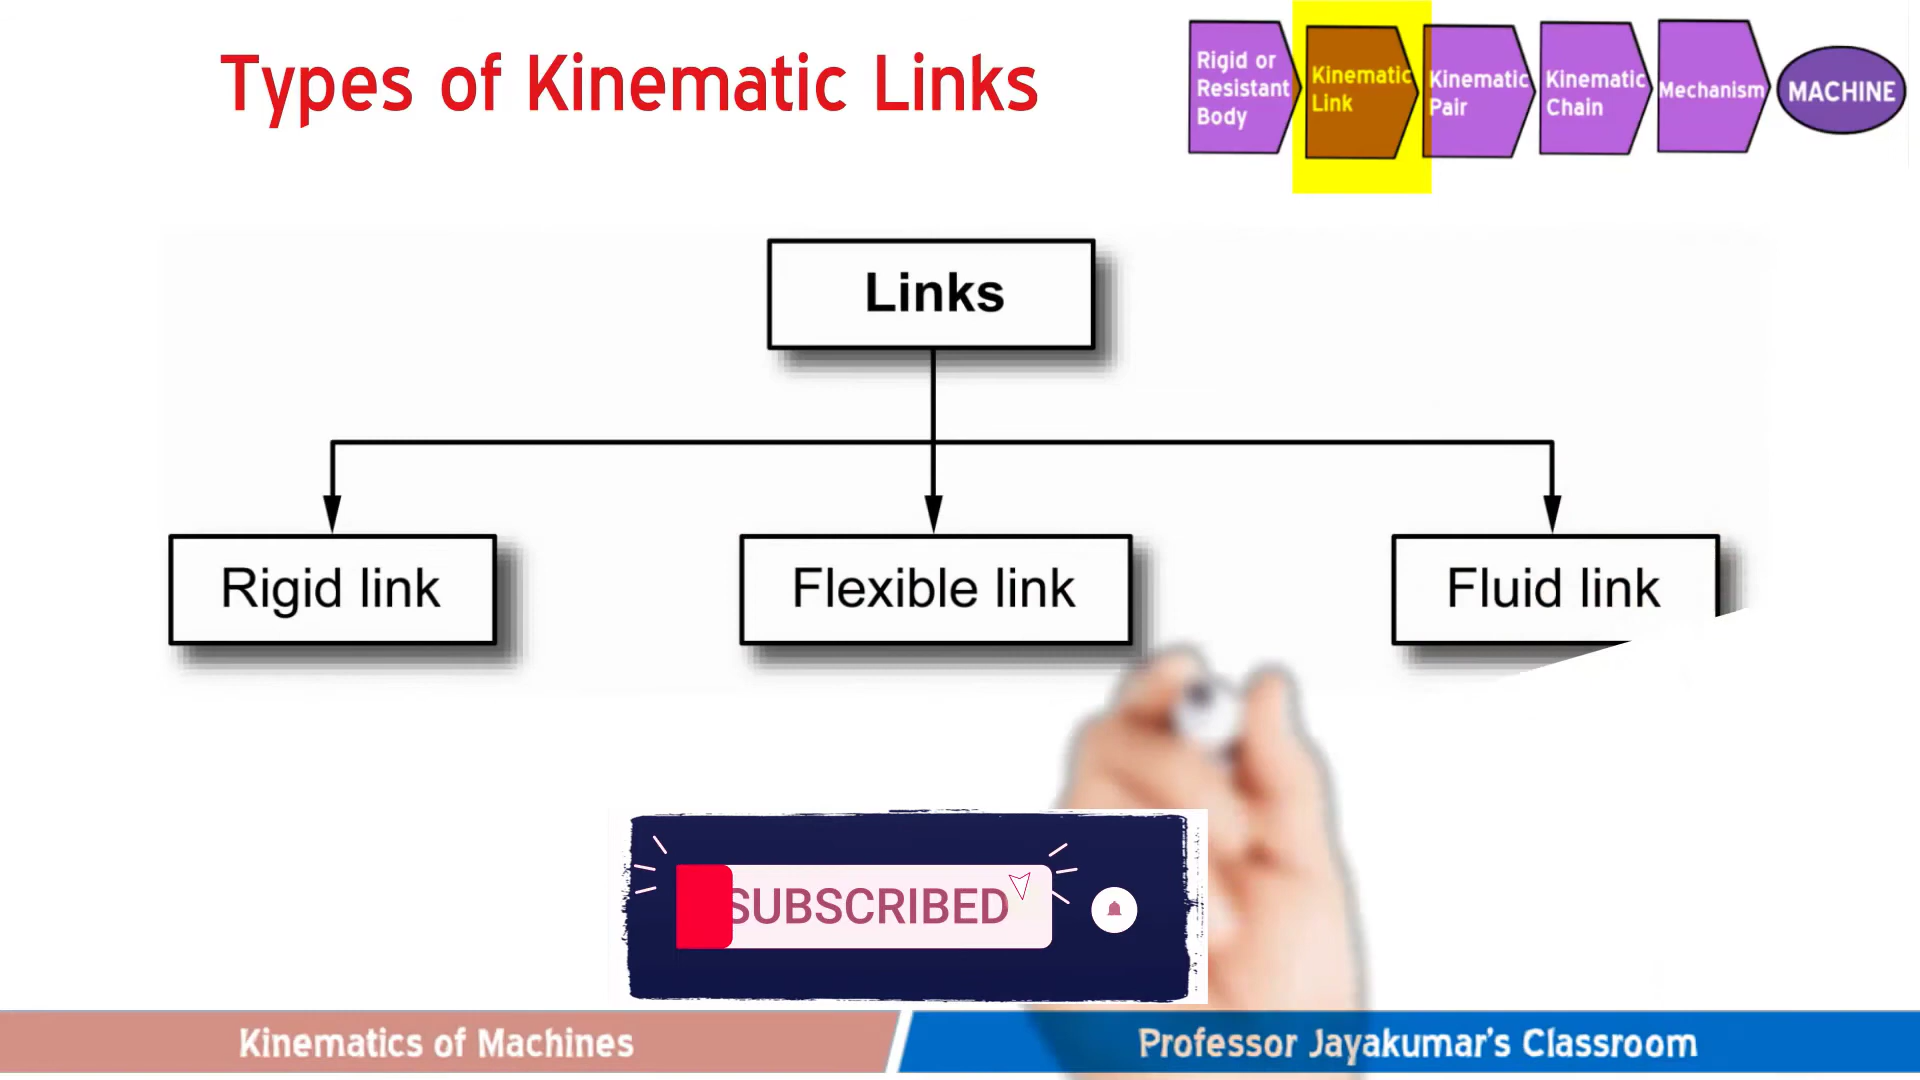 Types of Kinematic Links
Rigid or
Resistant
Body
Kinematic
Link
Kinematic
Pair
Kinematic
Chain
Mechanism
MACHINE
Links
Rigid link
Flexible link
Fluid link
SUBSCRIBED
Kinematics of Machines
Professor Jayakumar's Classroom